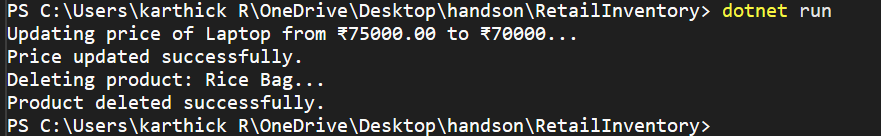 PS C:\Users\karthick R\OneDrive\Desktop\handson\RetailInventory> dotnet run
Updating price of Laptop from ₹75000.00 to ₹70000...
Price updated successfully.
Deleting product: Rice Bag...
Product deleted successfully.
PS C:\Users\karthick R\OneDrive\Desktop\handson\RetailInventory>